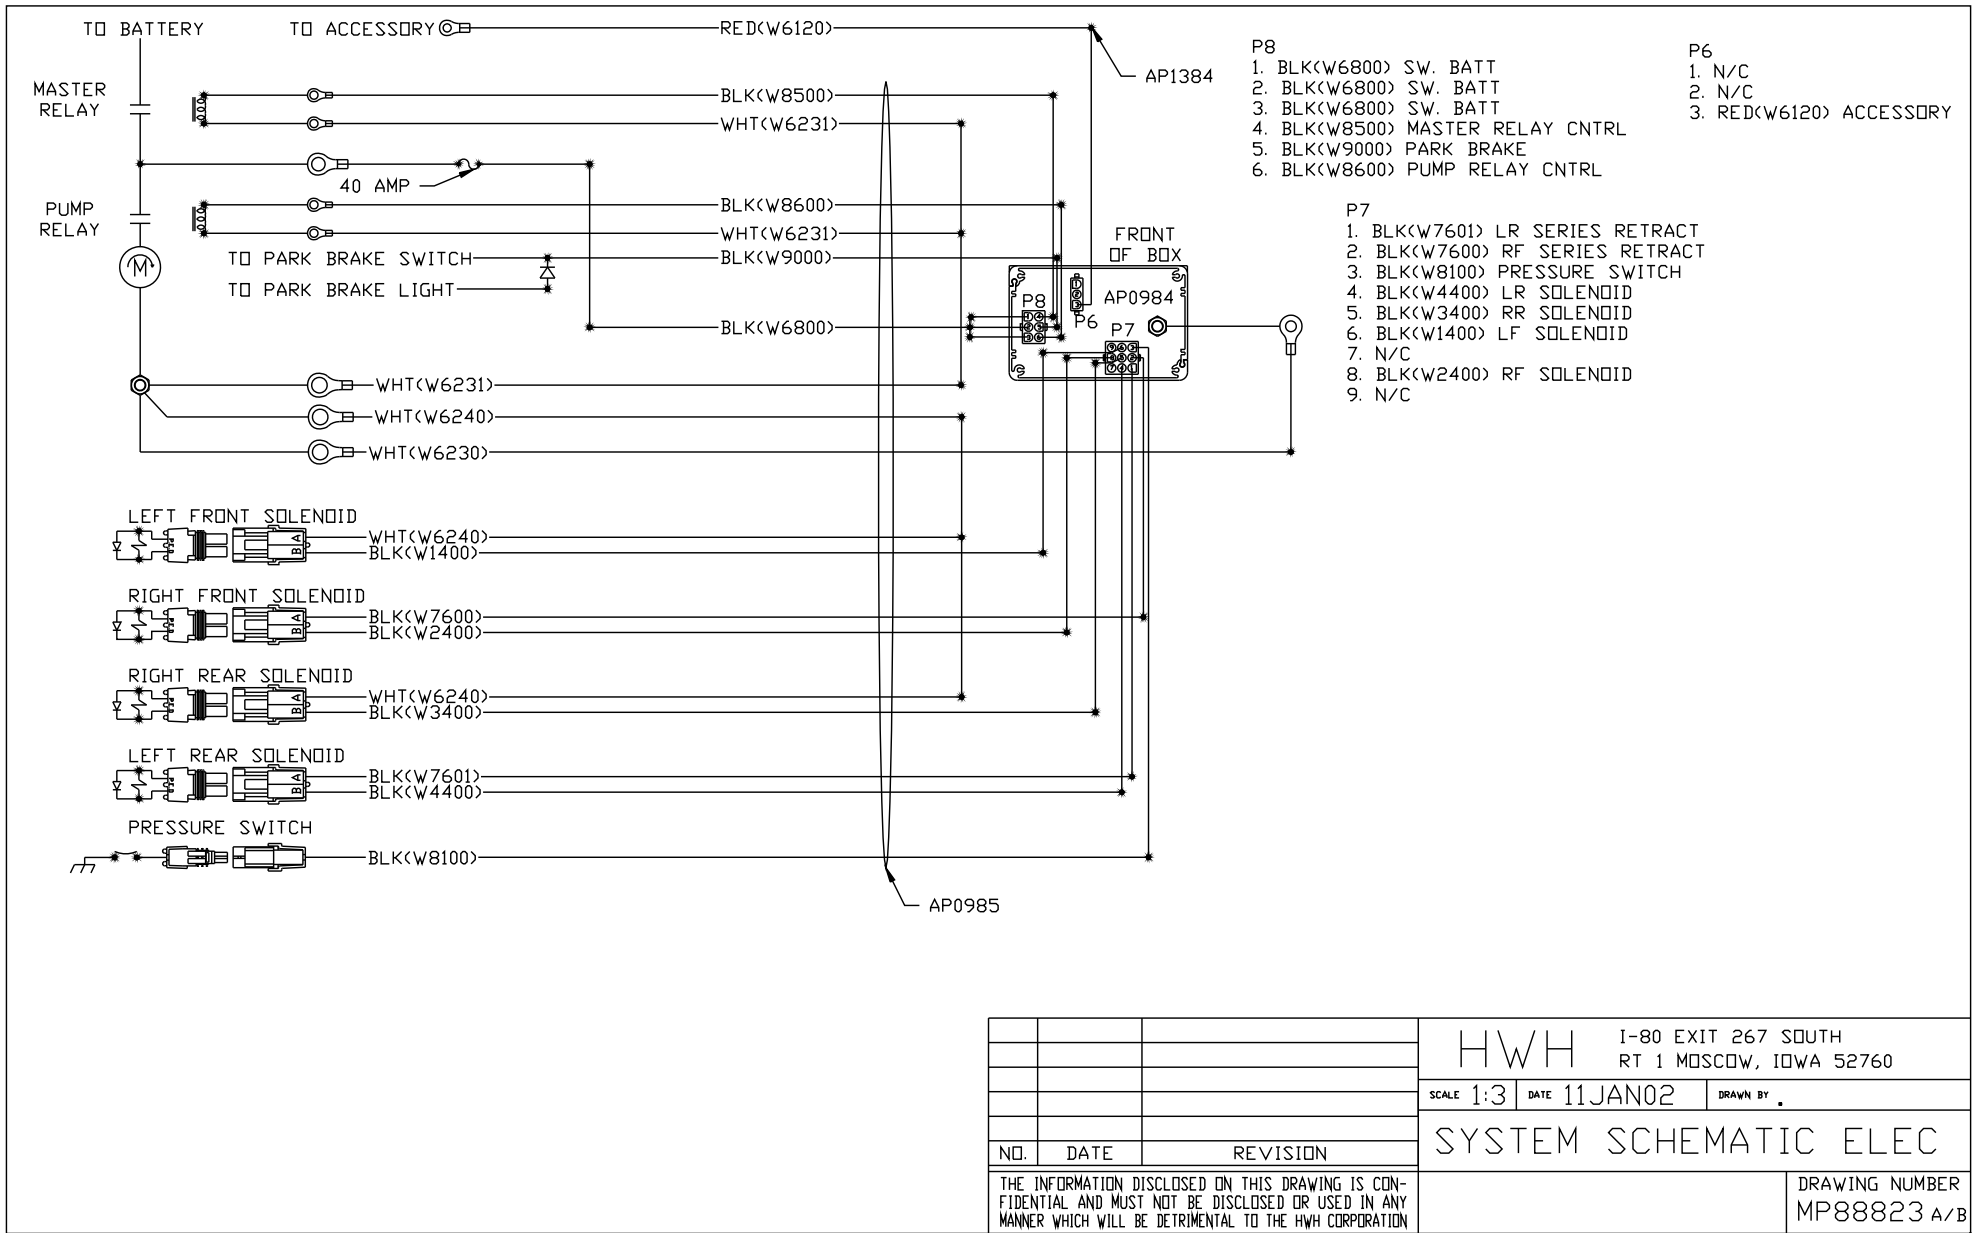 TO BATTERY
TO ACCESSORY
RED(W6120)
AP1384
MASTER
RELAY
BLK(W8500)
WHT(W6231)
40 AMP
PUMP
RELAY
BLK(W8600)
WHT(W6231)
TO PARK BRAKE SWITCH
BLK(W9000)
TO PARK BRAKE LIGHT
M
BLK(W6800)
FRONT
OF BOX
AP0984
P8
P6
P7
WHT(W6231)
WHT(W6240)
WHT(W6230)
LEFT FRONT SOLENOID
A
B
WHT(W6240)
BLK(W1400)
RIGHT FRONT SOLENOID
A
B
BLK(W7600)
BLK(W2400)
RIGHT REAR SOLENOID
A
B
WHT(W6240)
BLK(W3400)
LEFT REAR SOLENOID
A
B
BLK(W7601)
BLK(W4400)
PRESSURE SWITCH
BLK(W8100)
AP0985
P8
1. BLK(W6800) SW. BATT
2. BLK(W6800) SW. BATT
3. BLK(W6800) SW. BATT
4. BLK(W8500) MASTER RELAY CNTRL
5. BLK(W9000) PARK BRAKE
6. BLK(W8600) PUMP RELAY CNTRL
P6
1. N/C
2. N/C
3. RED(W6120) ACCESSORY
P7
1. BLK(W7601) LR SERIES RETRACT
2. BLK(W7600) RF SERIES RETRACT
3. BLK(W8100) PRESSURE SWITCH
4. BLK(W4400) LR SOLENOID
5. BLK(W3400) RR SOLENOID
6. BLK(W1400) LF SOLENOID
7. N/C
8. BLK(W2400) RF SOLENOID
9. N/C
NO. DATE REVISION
THE INFORMATION DISCLOSED ON THIS DRAWING IS CON-
FIDENTIAL AND MUST NOT BE DISCLOSED OR USED IN ANY
MANNER WHICH WILL BE DETRIMENTAL TO THE HWH CORPORATION
HWH
I-80 EXIT 267 SOUTH
RT 1 MOSCOW, IOWA 52760
SCALE 1:3 DATE 11JAN02 DRAWN BY .
SYSTEM SCHEMATIC ELEC
DRAWING NUMBER
MP88823 A/B